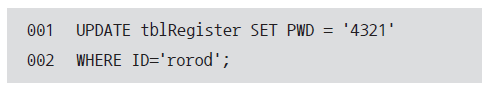 001 UPDATE tblRegister SET PWD = '4321'
002 WHERE ID='rorod';